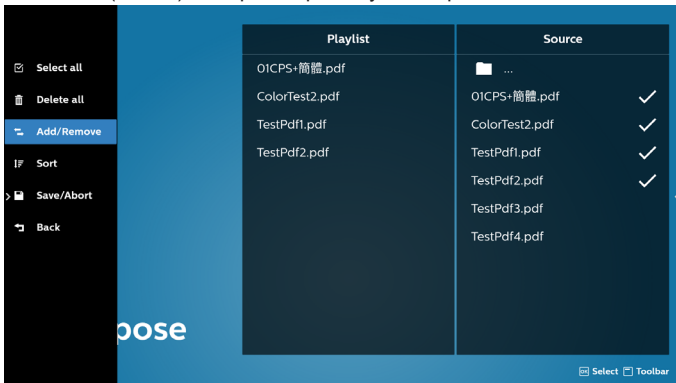 Select all
Delete all
Add/Remove
Sort
Save/Abort
Back
Playlist
01CPS+簡體.pdf
ColorTest2.pdf
TestPdf1.pdf
TestPdf2.pdf
Source
...
01CPS+簡體.pdf
ColorTest2.pdf
TestPdf1.pdf
TestPdf2.pdf
TestPdf3.pdf
TestPdf4.pdf
pose
OK Select Toolbar